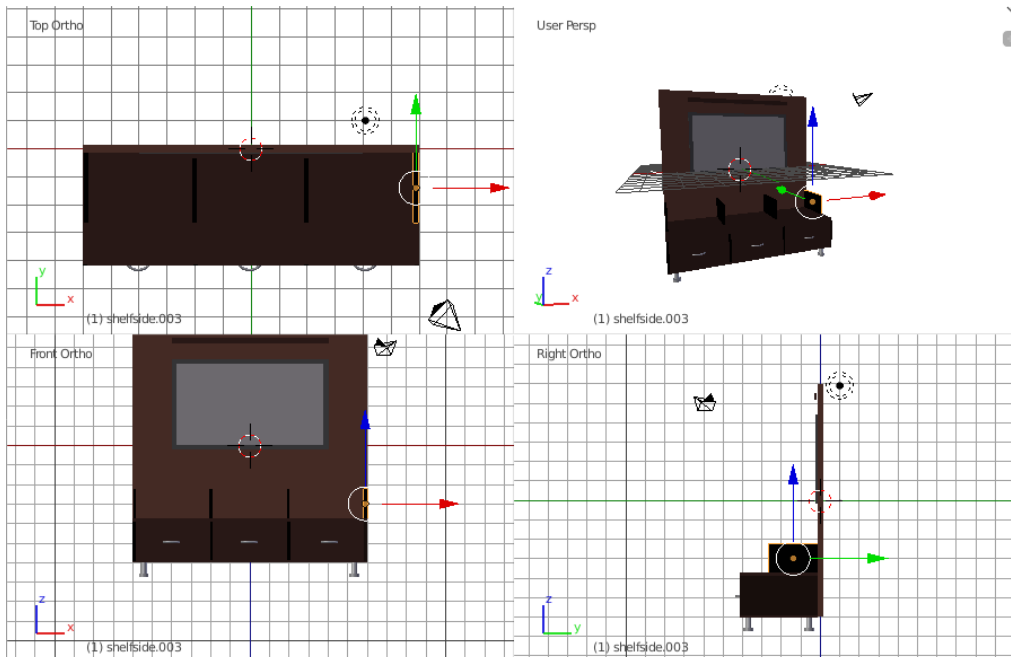 Top Ortho
y
x
(1) shelfside.003
User Persp
z
y
x
(1) shelfside.003
Front Ortho
z
x
(1) shelfside.003
Right Ortho
z
y
(1) shelfside.003